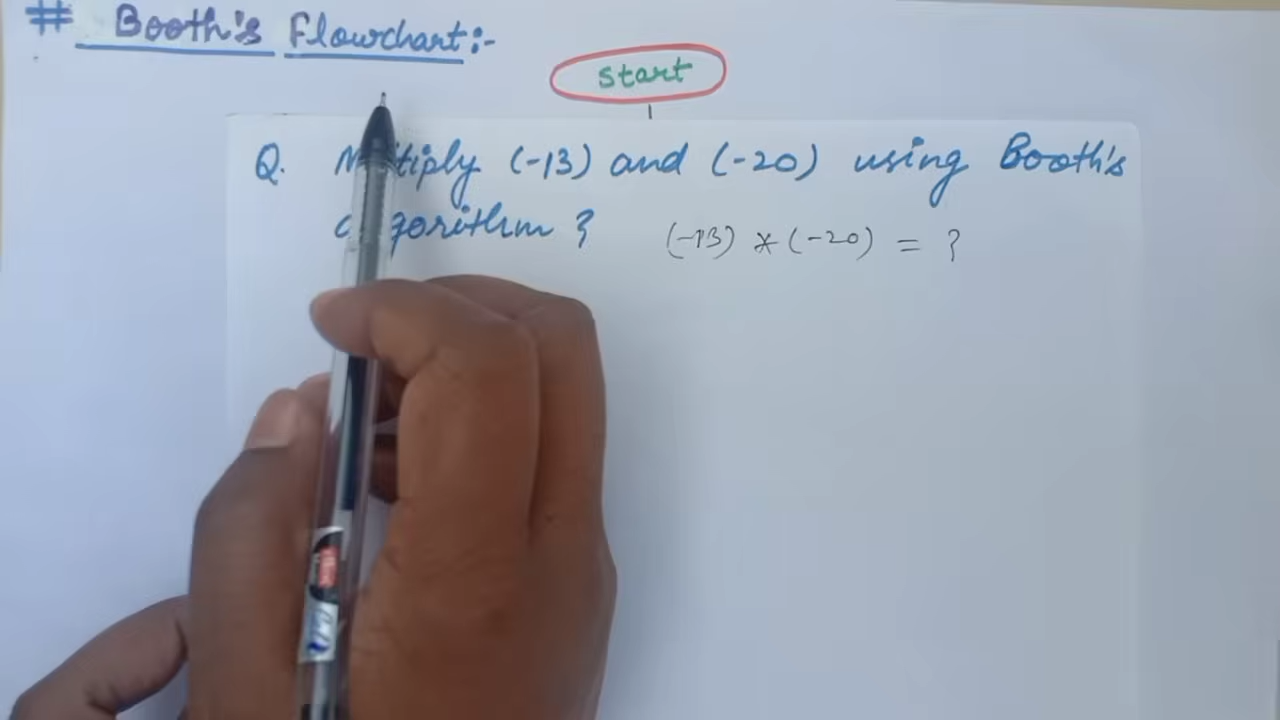 # Booth's Flowchart:-
start
Q. Multiply (-13) and (-20) using Booth's
algorithm ? (-13) * (-20) = ?